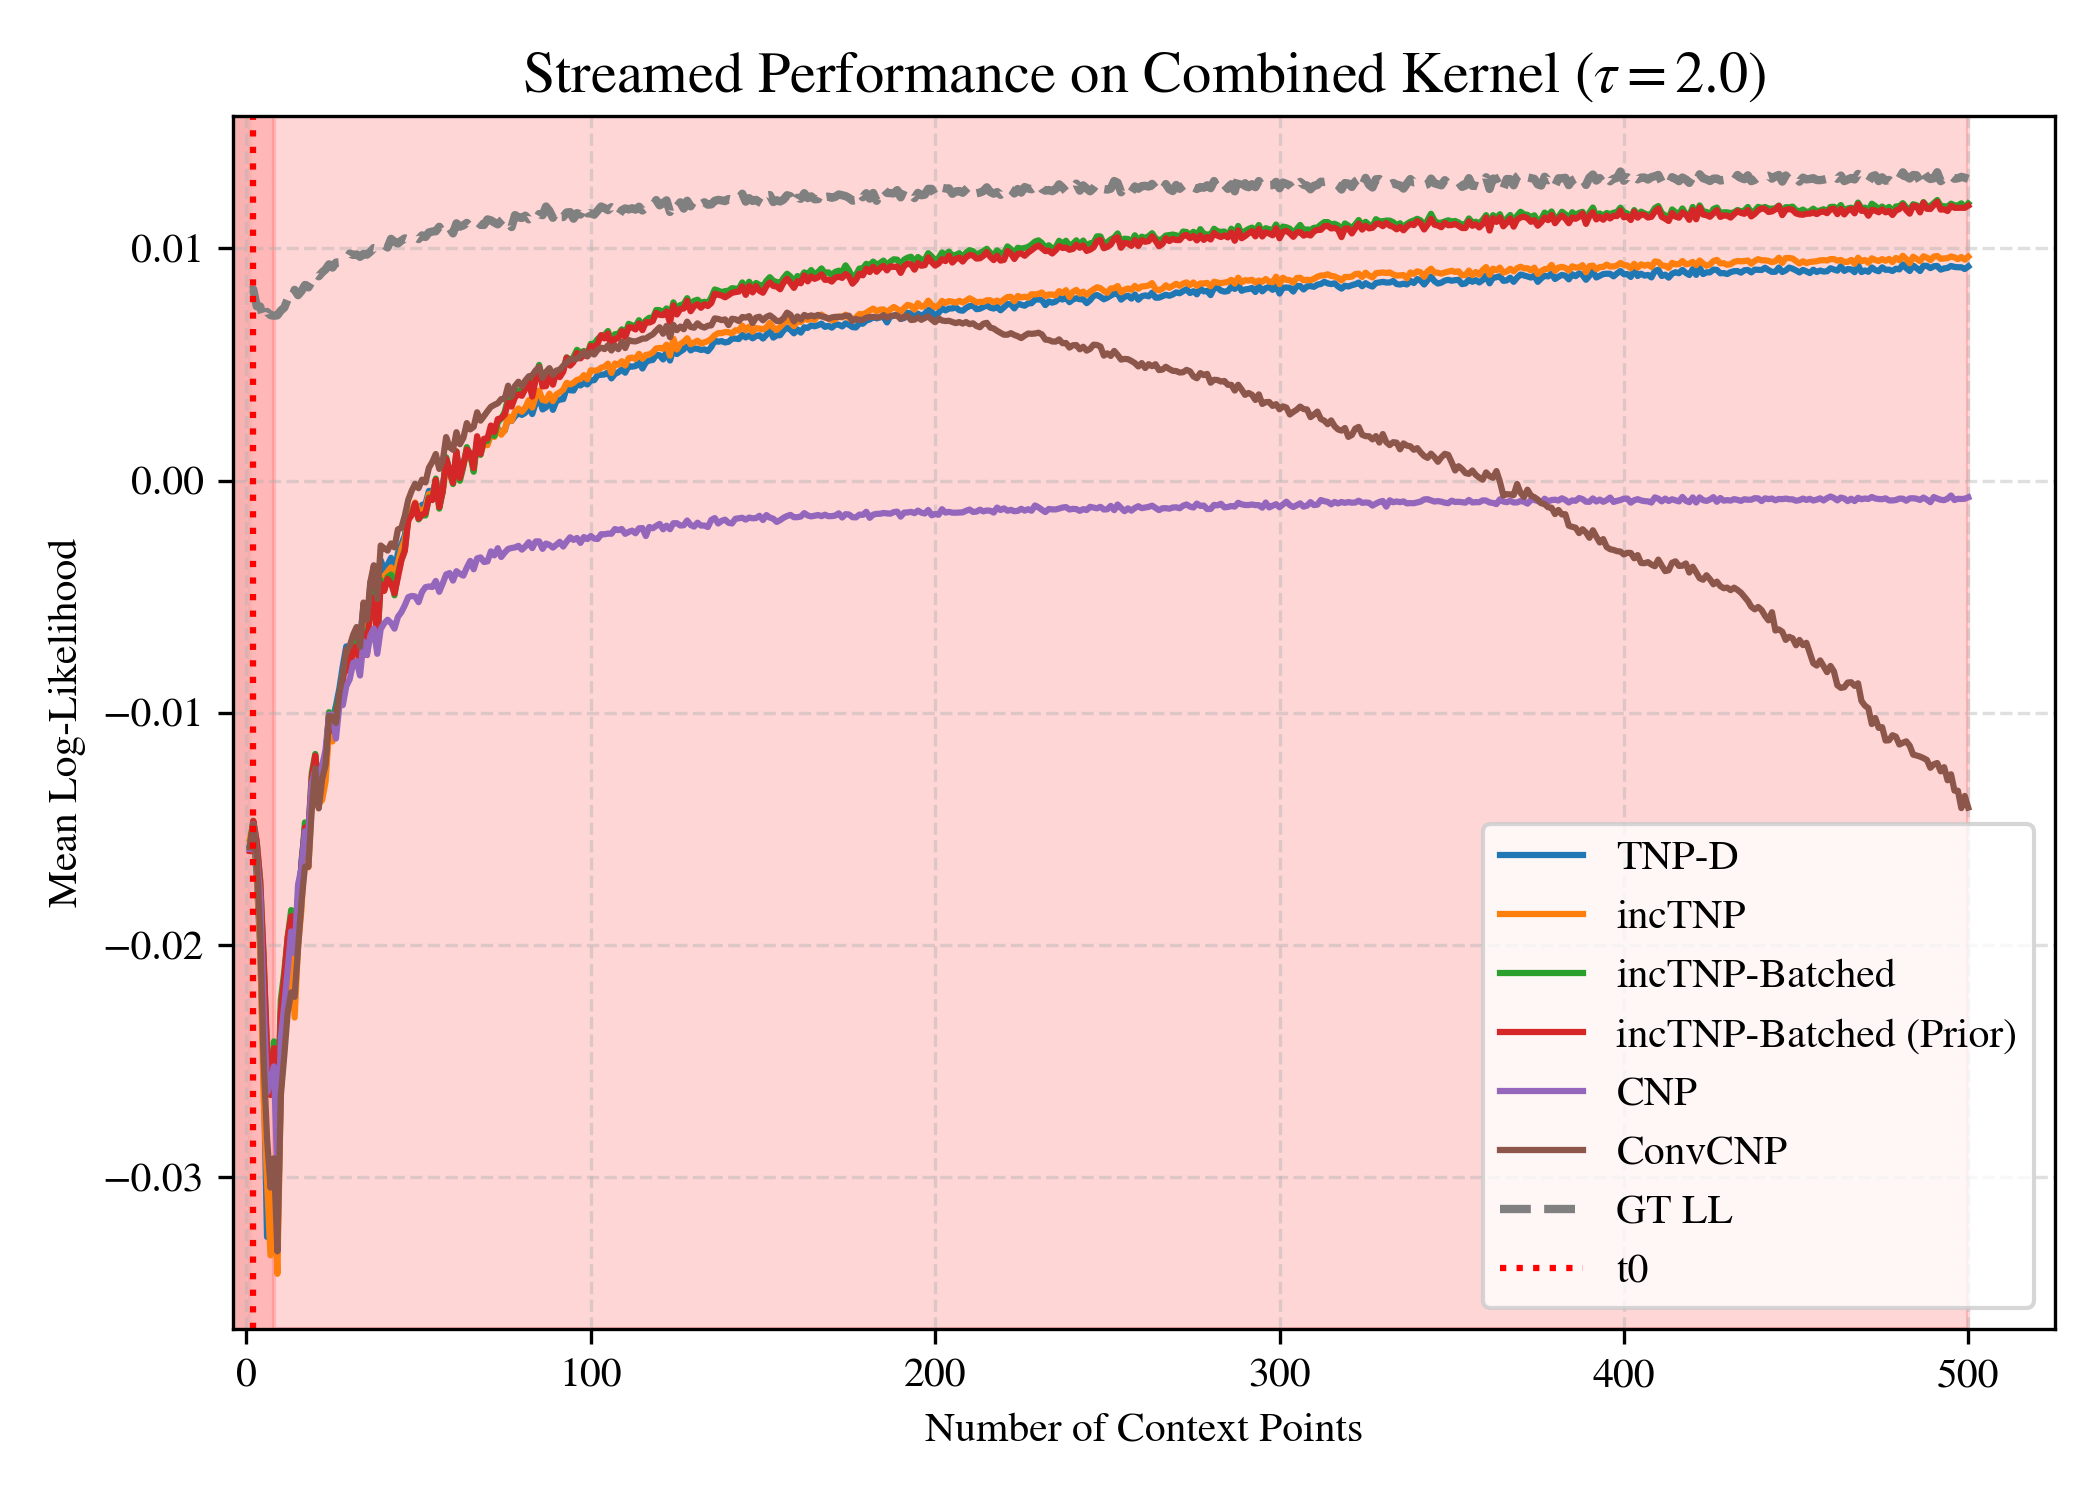 Streamed Performance on Combined Kernel (τ = 2.0)
Mean Log-Likelihood
0.01
0.00
−0.01
−0.02
−0.03
0
100
200
300
400
500
Number of Context Points
TNP-D
incTNP
incTNP-Batched
incTNP-Batched (Prior)
CNP
ConvCNP
GT LL
t0